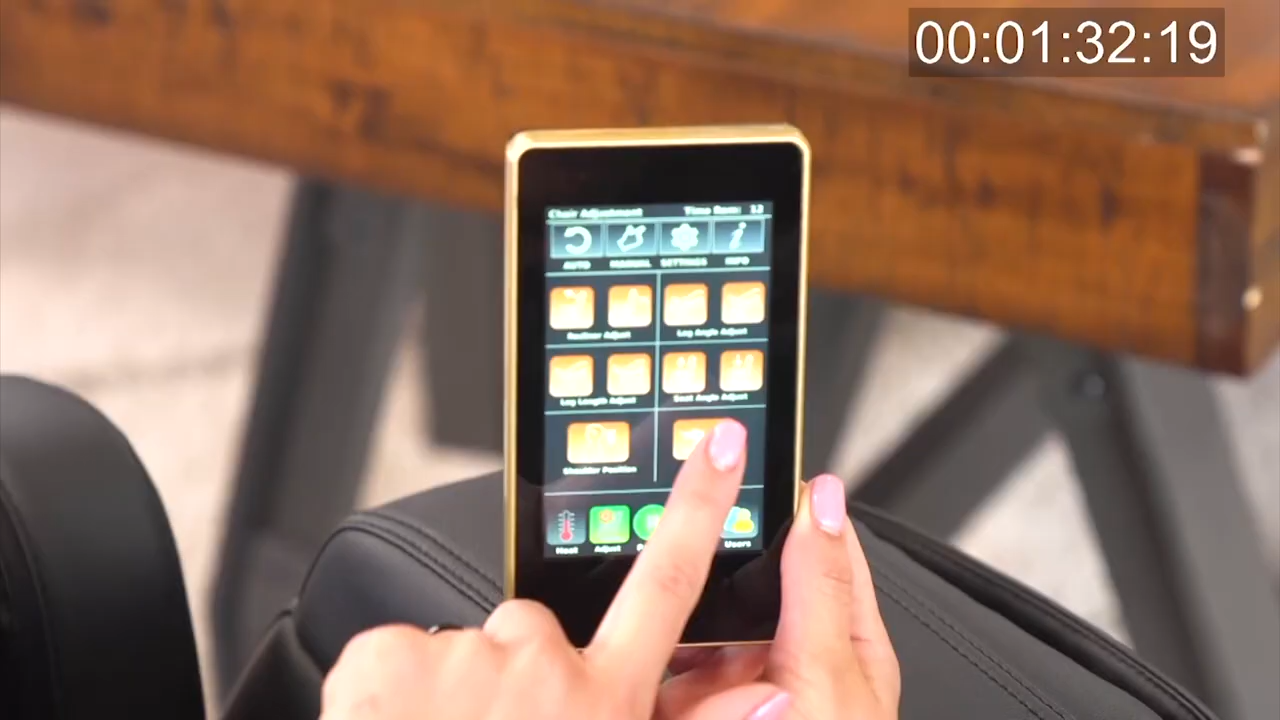 00:01:32:19
Chair Adjustment Time Rem: 12
AUTO MANUAL SETTINGS INFO
Recliner Adjust Leg Angle Adjust
Leg Length Adjust Seat Angle Adjust
Shoulder Position
Heat Adjust Users